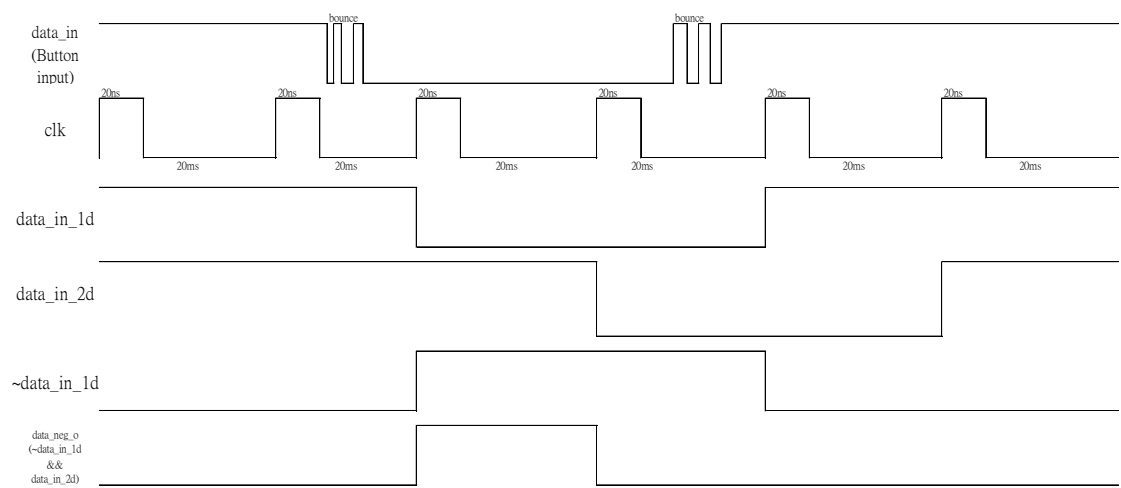 bounce
bounce
data_in
(Button
input)
20ns
20ns
20ns
20ns
20ns
20ns
clk
20ms
20ms
20ms
20ms
20ms
20ms
data_in_1d
data_in_2d
~data_in_1d
data_neg_o
(~data_in_1d
&&
data_in_2d)